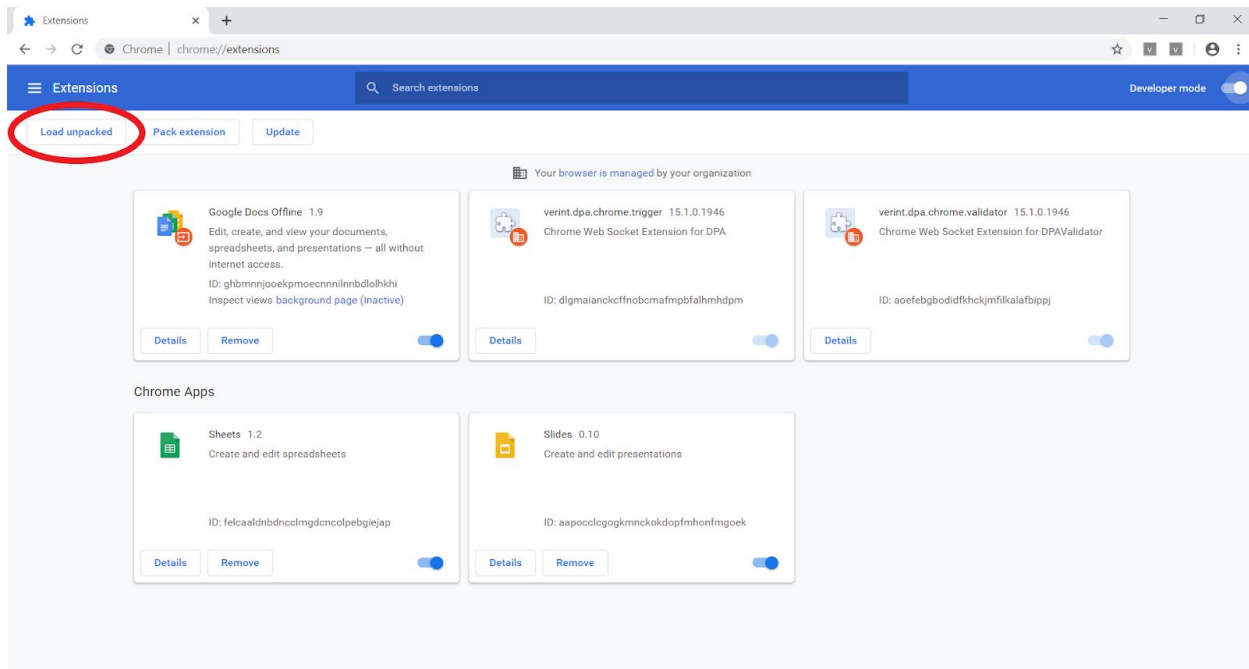 Extensions
Chrome | chrome://extensions
v v
Extensions
Search extensions
Developer mode
Load unpacked
Pack extension
Update
Your browser is managed by your organization
Google Docs Offline 1.9
Edit, create, and view your documents,
spreadsheets, and presentations — all without
internet access.
ID: ghbmnnjooekpmoecnnnilnnbdlolhkhi
Inspect views background page (Inactive)
Details
Remove
verint.dpa.chrome.trigger 15.1.0.1946
Chrome Web Socket Extension for DPA
ID: dlgmaianckcffnobcmafmpbfalhmhdpm
Details
verint.dpa.chrome.validator 15.1.0.1946
Chrome Web Socket Extension for DPAValidator
ID: aoefebgbodidfkhckjmfilkalafbippj
Details
Chrome Apps
Sheets 1.2
Create and edit spreadsheets
ID: felcaaldnbdncclmgdcncolpebgiejap
Details
Remove
Slides 0.10
Create and edit presentations
ID: aapocclcgogkmnckokdopfmhonfmgoek
Details
Remove